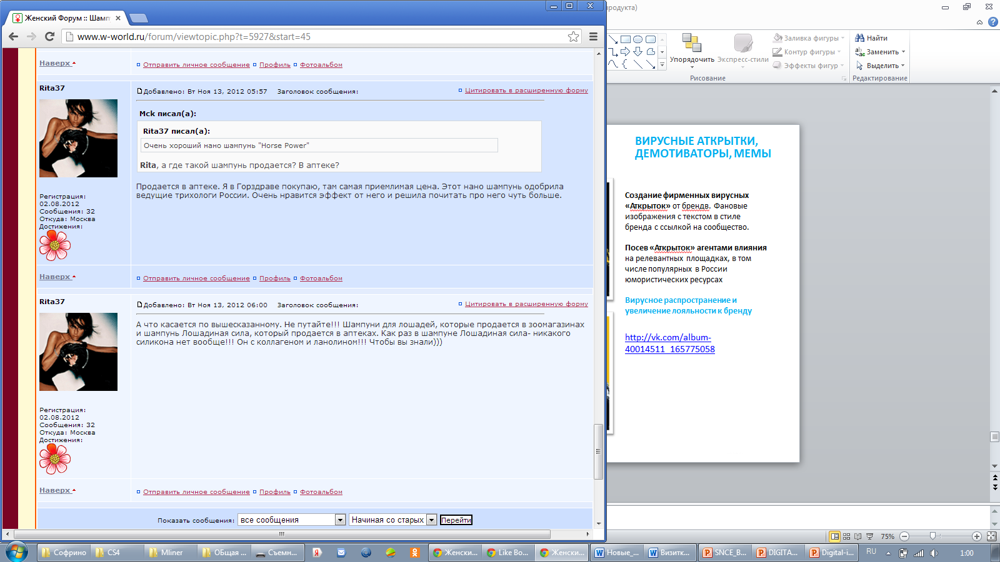 Женский Форум :: Шамп
www.w-world.ru/forum/viewtopic.php?t=5927&start=45
Наверх
Отправить личное сообщение Профиль Фотоальбом
Rita37
Добавлено: Вт Ноя 13, 2012 05:57 Заголовок сообщения:
Цитировать в расширенную форму
Mck писал(а):
Rita37 писал(а):
Очень хороший нано шампунь "Horse Power"
Rita, а где такой шампунь продается? В аптеке?
Продается в аптеке. Я в Горздраве покупаю, там самая приемлимая цена. Этот нано шампунь одобрила
ведущие трихологи России. Очень нравится эффект от него и решила почитать про него чуть больше.
Регистрация:
02.08.2012
Сообщения: 32
Откуда: Москва
Достижения:
Наверх
Отправить личное сообщение Профиль Фотоальбом
Rita37
Добавлено: Вт Ноя 13, 2012 06:00 Заголовок сообщения:
Цитировать в расширенную форму
А что касается по вышесказанному. Не путайте!!! Шампуни для лошадей, которые продается в зоомагазинах
и шампунь Лошадиная сила, который продается в аптеках. Как раз в шампуне Лошадиная сила- никакого
силикона нет вообще!!! Он с коллагеном и ланолином!!! Чтобы вы знали)))
Регистрация:
02.08.2012
Сообщения: 32
Откуда: Москва
Достижения:
Наверх
Отправить личное сообщение Профиль Фотоальбом
Показать сообщения: все сообщения Начиная со старых Перейти
родукта)
Упорядочить
Экспресс-стили
Заливка фигуры
Контур фигуры
Эффекты фигур
Рисование
Найти
Заменить
Выделить
Редактирование
ВИРУСНЫЕ АТКРЫТКИ,
ДЕМОТИВАТОРЫ, МЕМЫ
Создание фирменных вирусных
«Аткрыток» от брендв. Фановые
изображения с текстом в стиле
бренда с ссылкой на сообщество.
Посев «Аткрыток» агентами влияния
на релевантных площадках, в том
числе популярных в России
юмористических ресурсах
Вирусное распространение и
увеличение лояльности к бренду
http://vk.com/album-
40014511_165775058
75%
Софрино CS4 Mliner ОБщая ... Съемн... Женски... Like Bo... Женски... Новые_... Визитк... SNCE_B... DIGITA... Digital-i... RU 1:00